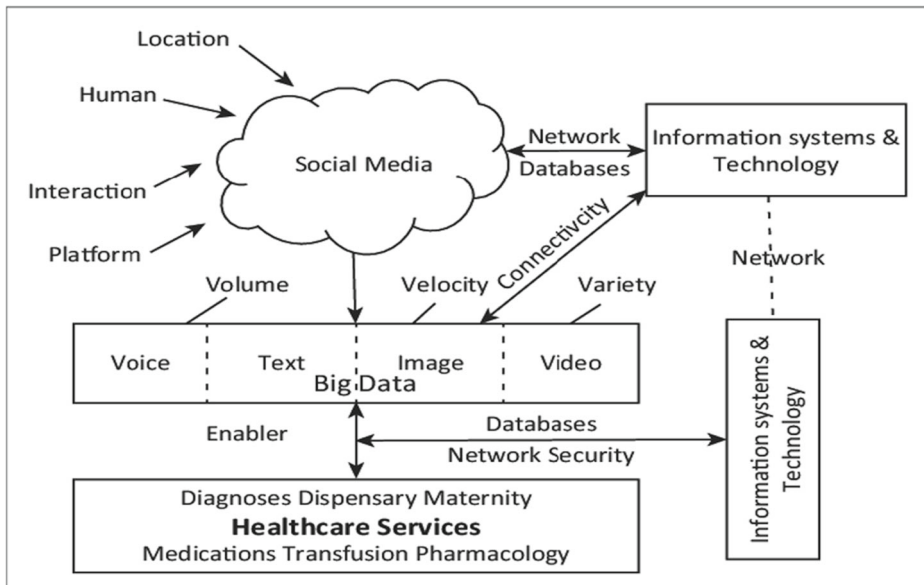 Location
Human
Interaction
Platform
Social Media
Network
Databases
Information systems &
Technology
Connectivcity
Network
Volume
Velocity
Variety
Voice
Text
Image
Video
Big Data
Enabler
Databases
Network Security
Information systems &
Technology
Diagnoses Dispensary Maternity
Healthcare Services
Medications Transfusion Pharmacology